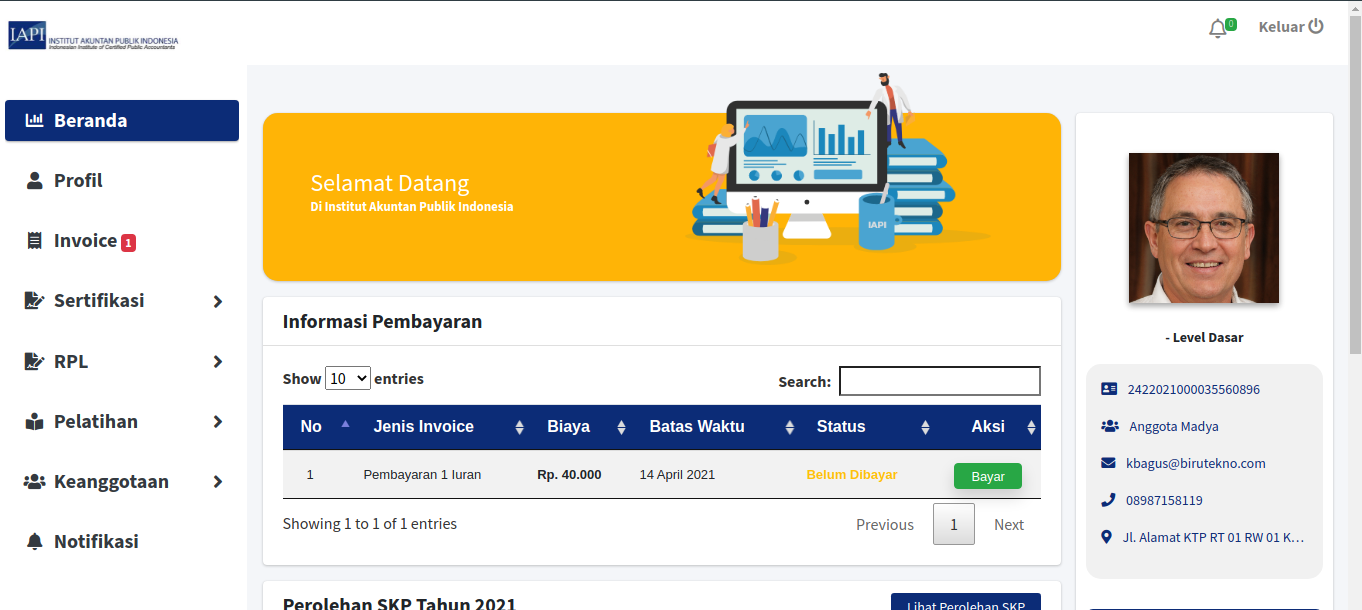 IAPI INSTITUT AKUNTAN PUBLIK INDONESIA
Indonesian Institute of Certified Public Accountants
0
Keluar
Beranda
Profil
Invoice 1
Sertifikasi
RPL
Pelatihan
Keanggotaan
Notifikasi
Selamat Datang
Di Institut Akuntan Publik Indonesia
IAPI
Informasi Pembayaran
Show 10 entries
Search:
No Jenis Invoice Biaya Batas Waktu Status Aksi
1 Pembayaran 1 Iuran Rp. 40.000 14 April 2021 Belum Dibayar Bayar
Showing 1 to 1 of 1 entries
Previous 1 Next
Perolehan SKP Tahun 2021
Lihat Perolehan SKP
- Level Dasar
2422021000035560896
Anggota Madya
kbagus@birutekno.com
08987158119
Jl. Alamat KTP RT 01 RW 01 K...